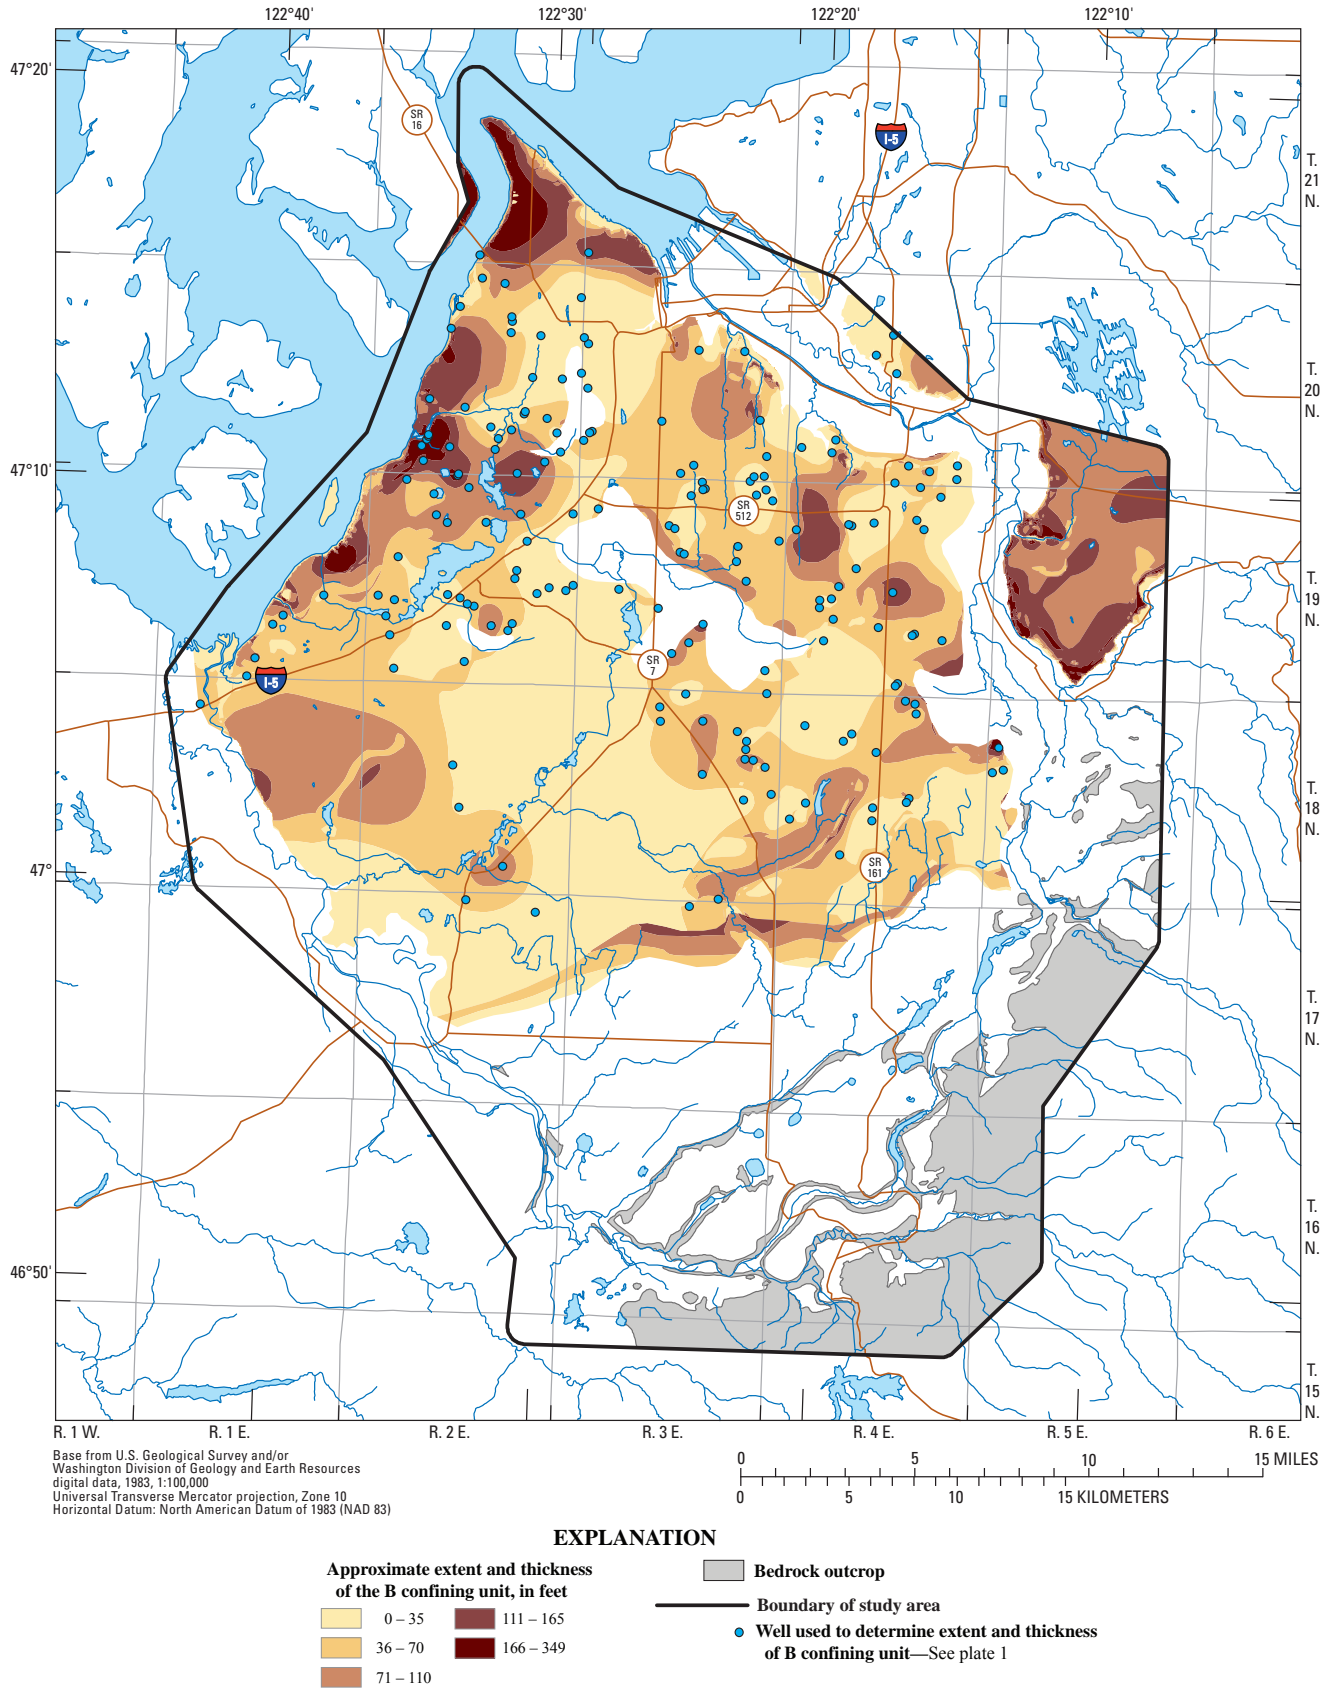 122°40'
122°30'
122°20'
122°10'
47°20'
SR
16
I-5
T.
21
N.
T.
20
N.
47°10'
SR
512
T.
19
N.
SR
7
I-5
T.
18
N.
47°
SR
161
T.
17
N.
T.
16
N.
46°50'
T.
15
N.
R. 1 W.
R. 1 E.
R. 2 E.
R. 3 E.
R. 4 E.
R. 5 E.
R. 6 E.
Base from U.S. Geological Survey and/or
Washington Division of Geology and Earth Resources
digital data, 1983, 1:100,000
Universal Transverse Mercator projection, Zone 10
Horizontal Datum: North American Datum of 1983 (NAD 83)
0 5 10 15 MILES
0 5 10 15 KILOMETERS
EXPLANATION
Approximate extent and thickness
of the B confining unit, in feet
0 – 35
36 – 70
71 – 110
111 – 165
166 – 349
Bedrock outcrop
Boundary of study area
Well used to determine extent and thickness
of B confining unit—See plate 1